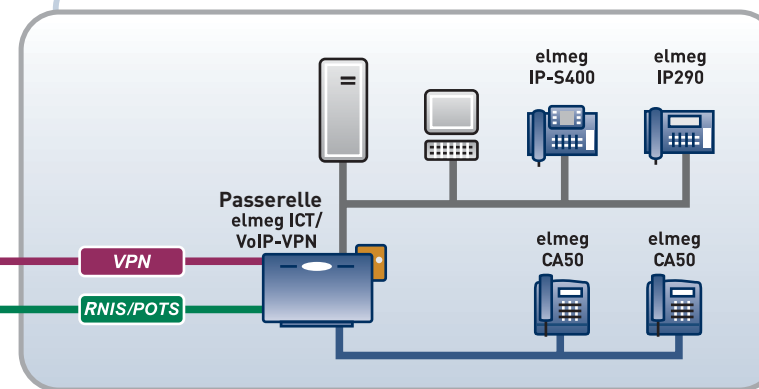 elmeg
IP-S400
elmeg
IP290
Passerelle
elmeg ICT/
VoIP-VPN
VPN
RNIS/POTS
elmeg
CA50
elmeg
CA50